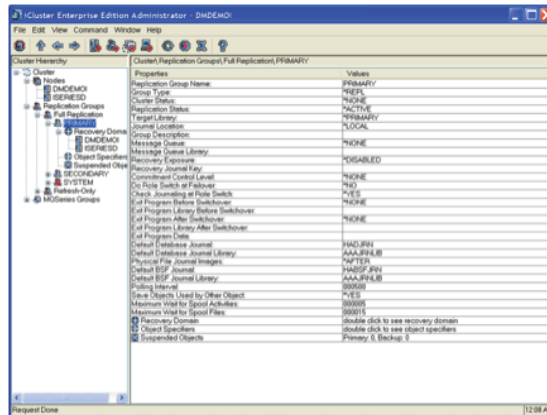 iCluster Enterprise Edition Administrator - DMDEMOI
File Edit View Command Window Help
Cluster Hierarchy
Cluster
Nodes
DMDEMOI
ISERIESD
Replication Groups
Full Replication
PRIMARY
Recovery Doma
DMDEMOI
ISERIESD
Object Specifiers
Suspended Obje
SECONDARY
SYSTEM
Refresh-Only
MQSeries Groups
Cluster\Replication Groups\Full Replication\PRIMARY
Properties Values
Replication Group Name: PRIMARY
Group Type: *REPL
Cluster Status: *NONE
Replication Status: *ACTIVE
Target Library: *PRIMARY
Journal Location: *LOCAL
Group Description:
Message Queue: *NONE
Message Queue Library:
Recovery Exposure: *DISABLED
Recovery Journal Key:
Commitment Control Level: *NONE
Do Role Switch at Failover: *NO
Check Journaling at Role Switch: *YES
Exit Program Before Switchover: *NONE
Exit Program Library Before Switchover:
Exit Program After Switchover: *NONE
Exit Program Library After Switchover:
Exit Program Data:
Default Database Journal: HADJRN
Default Database Journal Library: AAAJRNLIB
Physical File Journal Images: *AFTER
Default BSF Journal: HABSFJRN
Default BSF Journal Library: AAAJRNLIB
Polling Interval: 000500
Save Objects Used by Other Object: *YES
Maximum Wait for Spool Activities: 000005
Maximum Wait for Spool Files: 000015
Recovery Domain double click to see recovery domain
Object Specifiers double click to see object specifiers
Suspended Objects Primary: 0, Backup: 0
Request Done 12:08 A